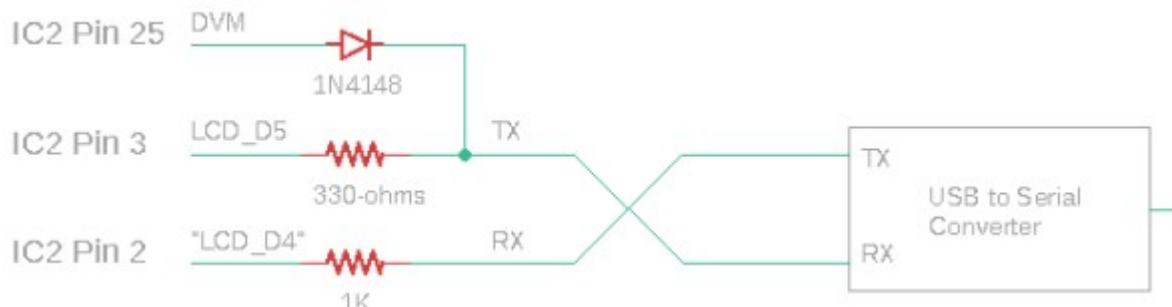 IC2 Pin 25
DVM
1N4148
IC2 Pin 3
LCD_D5
TX
330-ohms
IC2 Pin 2
"LCD_D4"
RX
1K
TX
USB to Serial
Converter
RX